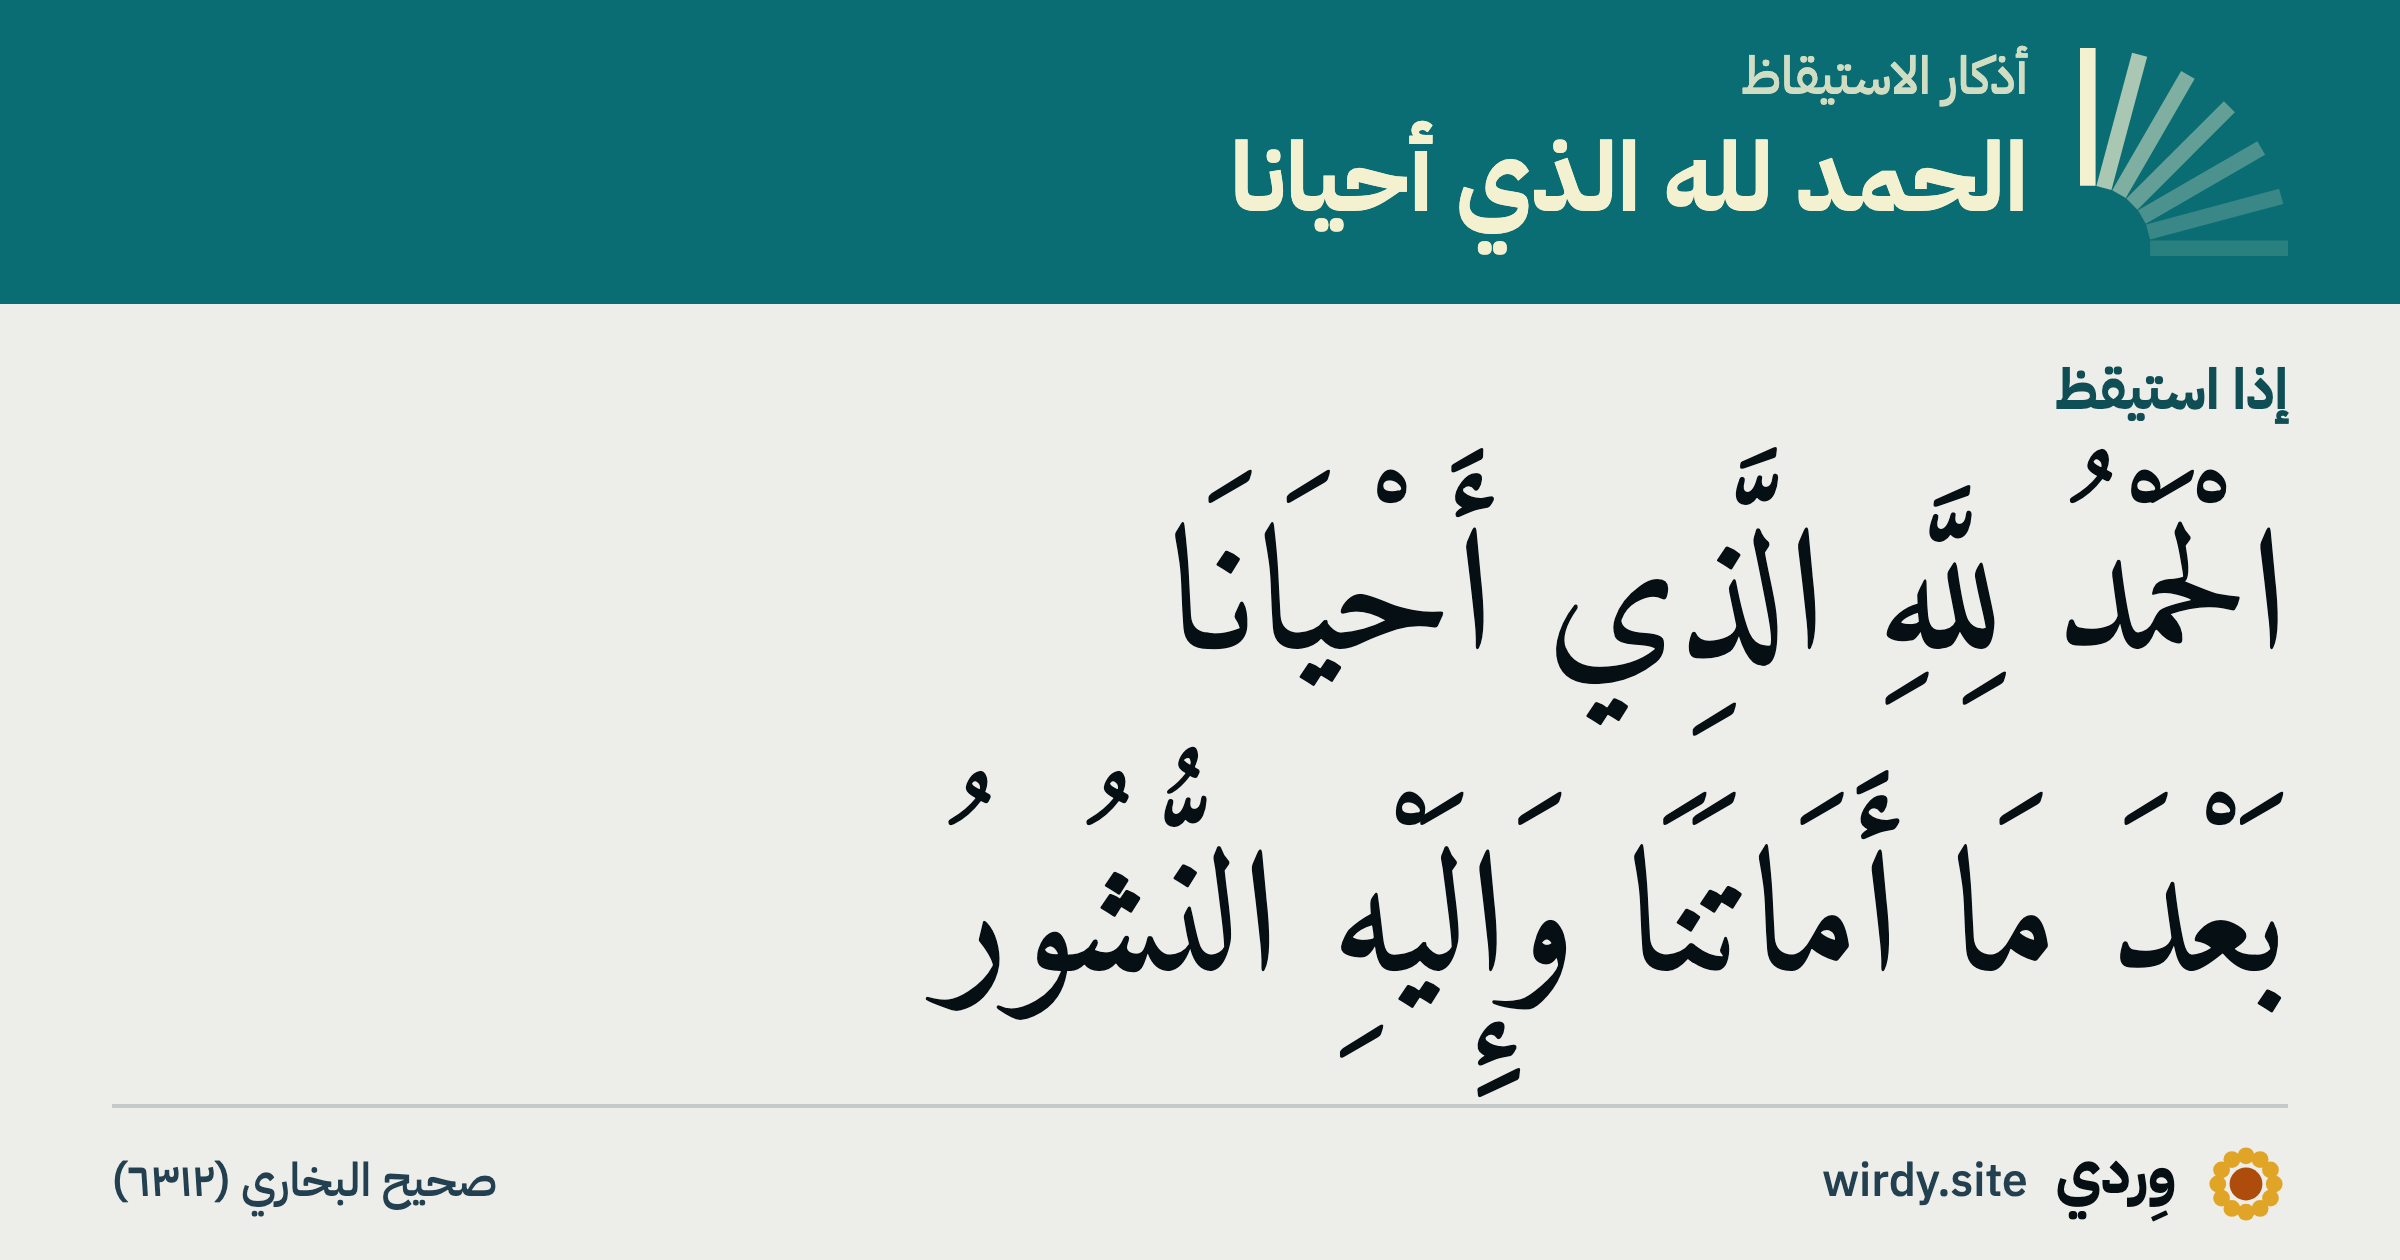 أذكار الاستيقاظ
الحمد لله الذي أحيانا
إذا استيقظ
الْحَمْدُ لِلَّهِ الَّذِي أَحْيَانَا
بَعْدَ مَا أَمَاتَنَا وَإِلَيْهِ النُّشُورُ
وِردي wirdy.site
صحيح البخاري (٦٣١٢)